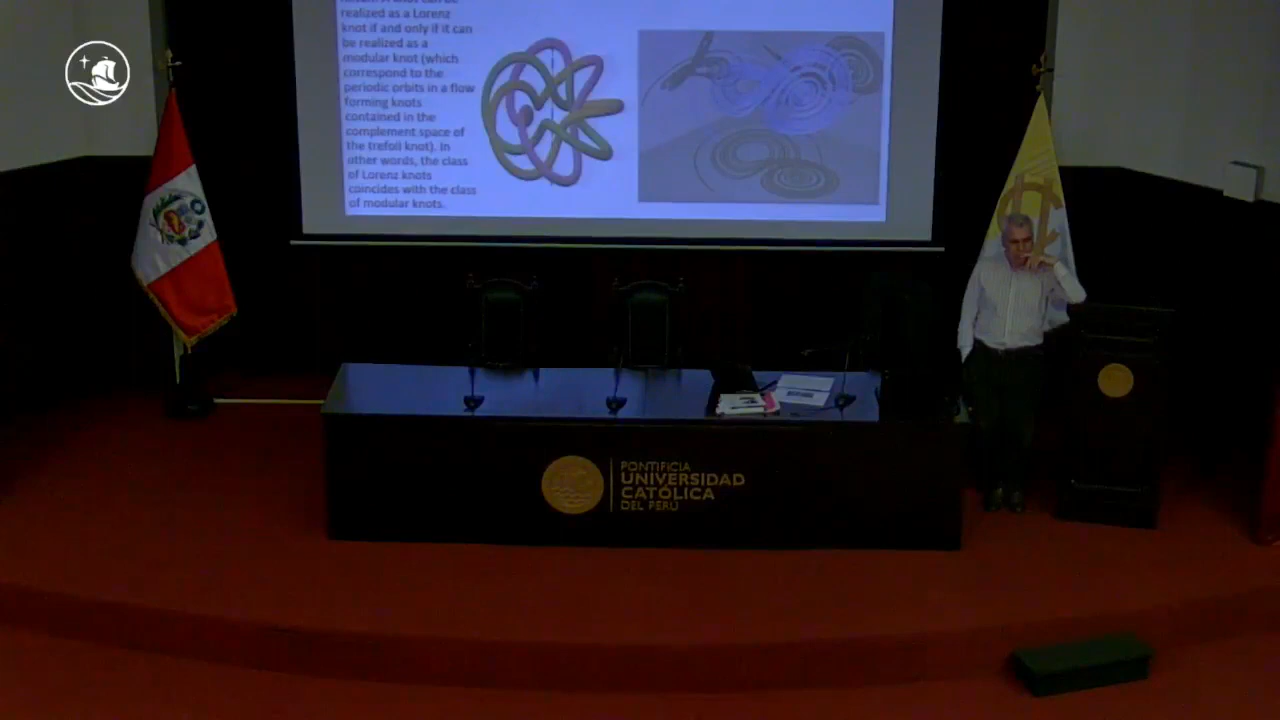 realized as a Lorenz
knot if and only if it can
be realized as a
modular knot (which
correspond to the
periodic orbits in a flow
forming knots
contained in the
complement space of
the trefoil knot). In
other words, the class
of Lorenz knots
coincides with the class
of modular knots.
PONTIFICIA
UNIVERSIDAD
CATÓLICA
DEL PERÚ